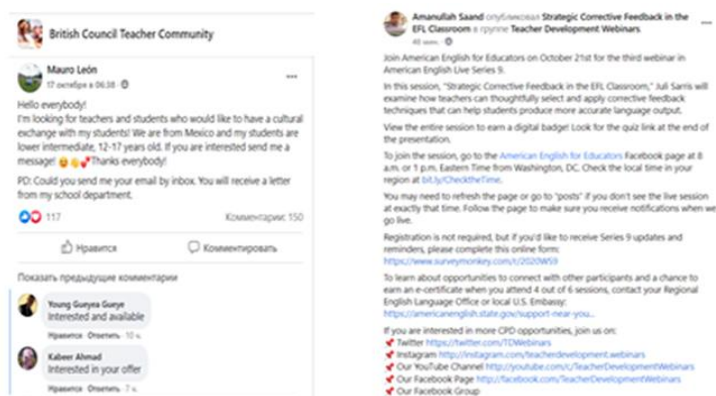 British Council Teacher Community
Mauro León
17 октября в 06:38
Hello everybody!
I'm looking for teachers and students who would like to have a cultural
exchange with my students! We are from Mexico and my students are
lower intermediate, 12-17 years old. If you are interested send me a
message! 😊👋💕Thanks everybody!
PD: Could you send me your email by inbox. You will receive a letter
from my school department.
117 Комментарии: 150
Нравится Комментировать
Показать предыдущие комментарии
Young Gueyea Gueye
Interested and available
Нравится Ответить 10 ч.
Kabeer Ahmad
Interested in your offer
Нравится Ответить 7 ч.
Amanullah Saand опубликовал Strategic Corrective Feedback in the
EFL Classroom в группе Teacher Development Webinars.
Join American English for Educators on October 21st for the third webinar in
American English Live Series 9.
In this session, "Strategic Corrective Feedback in the EFL Classroom," Juli Sarris will
examine how teachers can thoughtfully select and apply corrective feedback
techniques that can help students produce more accurate language output.
View the entire session to earn a digital badge! Look for the quiz link at the end of
the presentation.
To join the session, go to the American English for Educators Facebook page at 8
a.m. or 1 p.m. Eastern Time from Washington, DC. Check the local time in your
region at bit.ly/ChecktheTime.
You may need to refresh the page or go to "posts" if you don't see the live session
at exactly that time. Follow the page to make sure you receive notifications when we
go live.
Registration is not required, but if you'd like to receive Series 9 updates and
reminders, please complete this online form:
https://www.surveymonkey.com/r/2020WS9
To learn about opportunities to connect with other participants and a chance to
earn an e-certificate when you attend 4 out of 6 sessions, contact your Regional
English Language Office or local U.S. Embassy:
https://americanenglish.state.gov/support-near-you...
If you are interested in more CPD opportunities, join us on:
📌 Twitter https://twitter.com/TDWebinars
📌 Instagram http://instagram.com/teacherdevelopment.webinars
📌 Our YouTube Channel http://youtube.com/c/TeacherDevelopmentWebinars
📌 Our Facebook Page http://facebook.com/TeacherDevelopmentWebinars
📌 Our Facebook Group